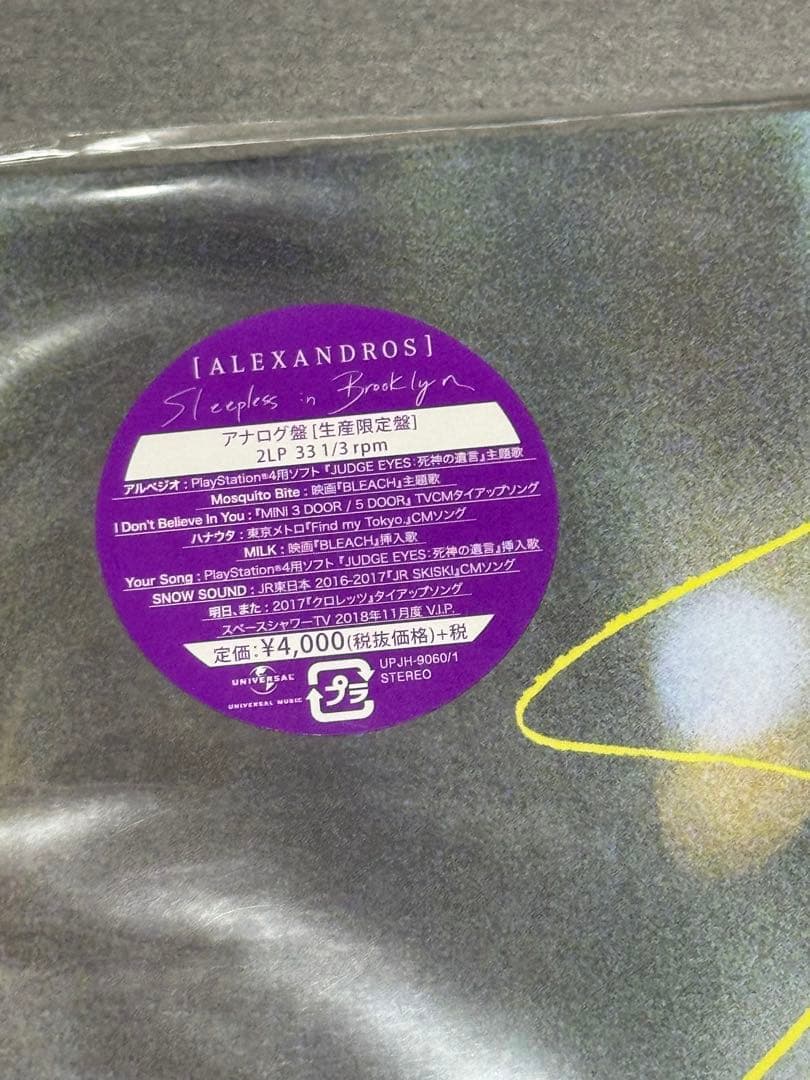 [ALEXANDROS]
Sleepless in Brooklyn
アナログ盤 [生産限定盤]
2LP 33 1/3 rpm
アルペジオ : PlayStation®4用ソフト『JUDGE EYES:死神の遺言』主題歌
Mosquito Bite : 映画『BLEACH』主題歌
I Don't Believe In You : 『MINI 3 DOOR / 5 DOOR』TVCMタイアップソング
ハナウタ : 東京メトロ『Find my Tokyo.』CMソング
MILK : 映画『BLEACH』挿入歌
Your Song : PlayStation®4用ソフト『JUDGE EYES:死神の遺言』挿入歌
SNOW SOUND : JR東日本 2016-2017『JR SKISKI』CMソング
明日、また : 2017『クロレッツ』タイアップソング
スペースシャワーTV 2018年11月度 V.I.P.
定価:¥4,000(税抜価格)+税
UNIVERSAL
UNIVERSAL MUSIC
プラ
UPJH-9060/1
STEREO